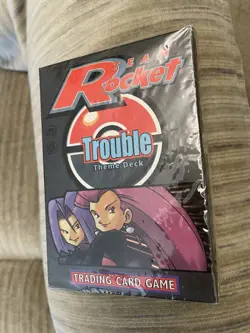 TEAM
Rocket
Trouble
Theme Deck
TRADING CARD GAME